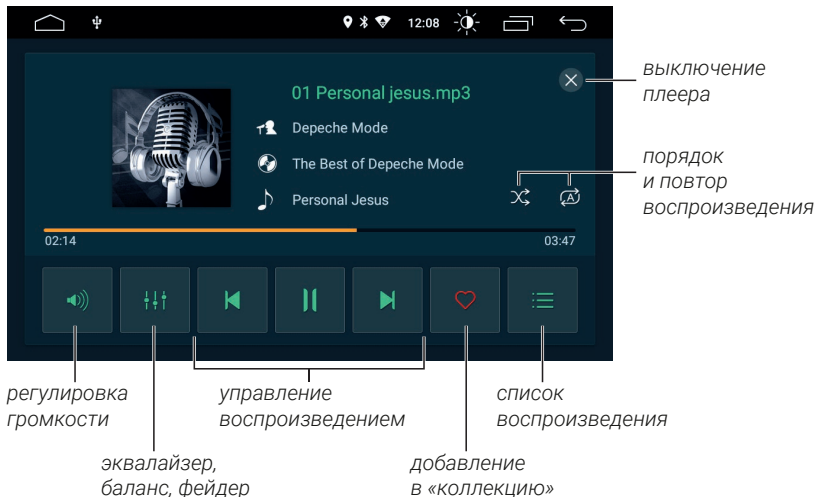 12:08
01 Personal jesus.mp3
Depeche Mode
The Best of Depeche Mode
Personal Jesus
A
02:14
03:47
выключение
плеера
порядок
и повтор
воспроизведения
регулировка
громкости
управление
воспроизведением
список
воспроизведения
эквалайзер,
баланс, фейдер
добавление
в «коллекцию»